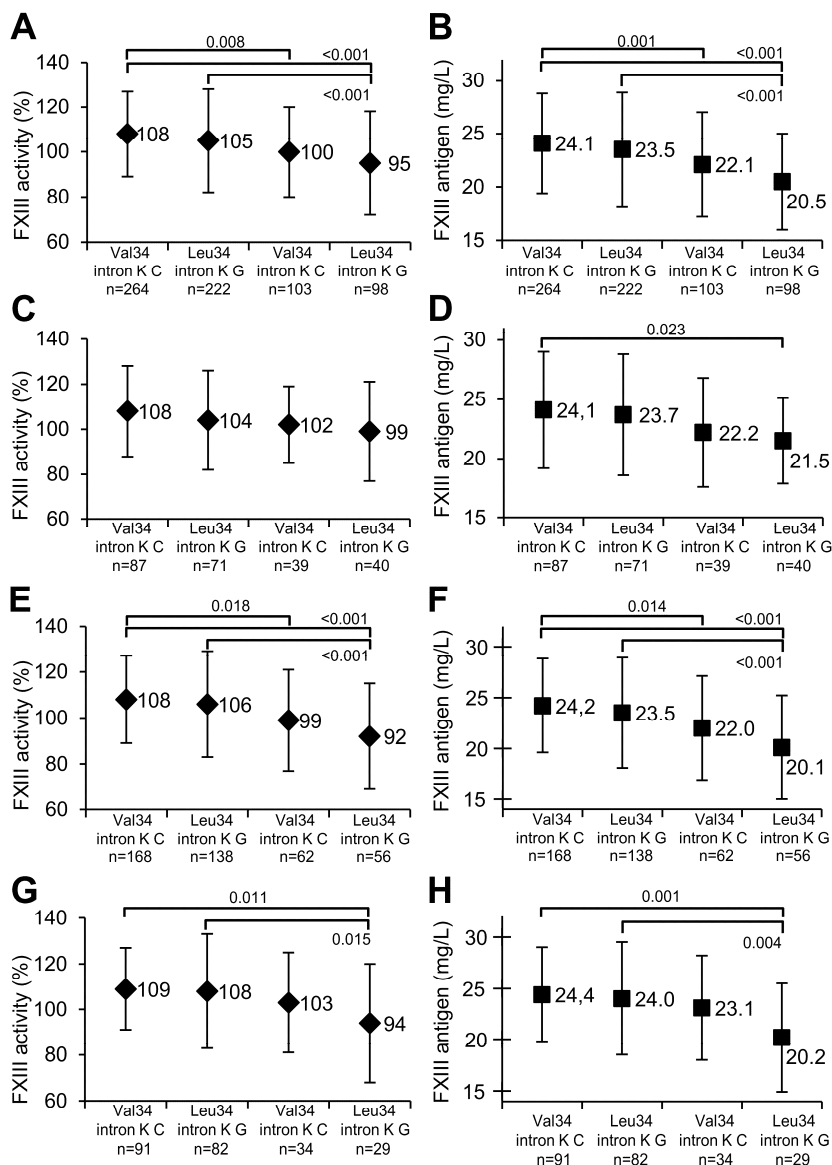 A
0.008
<0.001
<0.001
FXIII activity (%)
140
120
100
80
60
108
105
100
95
Val34 Leu34 Val34 Leu34
intron K C intron K G intron K C intron K G
n=264 n=222 n=103 n=98
B
0.001
<0.001
<0.001
FXIII antigen (mg/L)
30
25
20
15
24.1
23.5
22.1
20.5
Val34 Leu34 Val34 Leu34
intron K C intron K G intron K C intron K G
n=264 n=222 n=103 n=98
C
FXIII activity (%)
140
120
100
80
60
108
104
102
99
Val34 Leu34 Val34 Leu34
intron K C intron K G intron K C intron K G
n=87 n=71 n=39 n=40
D
0.023
FXIII antigen (mg/L)
30
25
20
15
24,1
23.7
22.2
21.5
Val34 Leu34 Val34 Leu34
intron K C intron K G intron K C intron K G
n=87 n=71 n=39 n=40
E
0.018
<0.001
<0.001
FXIII activity (%)
140
120
100
80
60
108
106
99
92
Val34 Leu34 Val34 Leu34
intron K C intron K G intron K C intron K G
n=168 n=138 n=62 n=56
F
0.014
<0.001
<0.001
FXIII antigen (mg/L)
30
25
20
15
24,2
23.5
22.0
20.1
Val34 Leu34 Val34 Leu34
intron K C intron K G intron K C intron K G
n=168 n=138 n=62 n=56
G
0.011
0.015
FXIII activity (%)
140
120
100
80
60
109
108
103
94
Val34 Leu34 Val34 Leu34
intron K C intron K G intron K C intron K G
n=91 n=82 n=34 n=29
H
0.001
0.004
FXIII antigen (mg/L)
30
25
20
15
24,4
24.0
23.1
20.2
Val34 Leu34 Val34 Leu34
intron K C intron K G intron K C intron K G
n=91 n=82 n=34 n=29